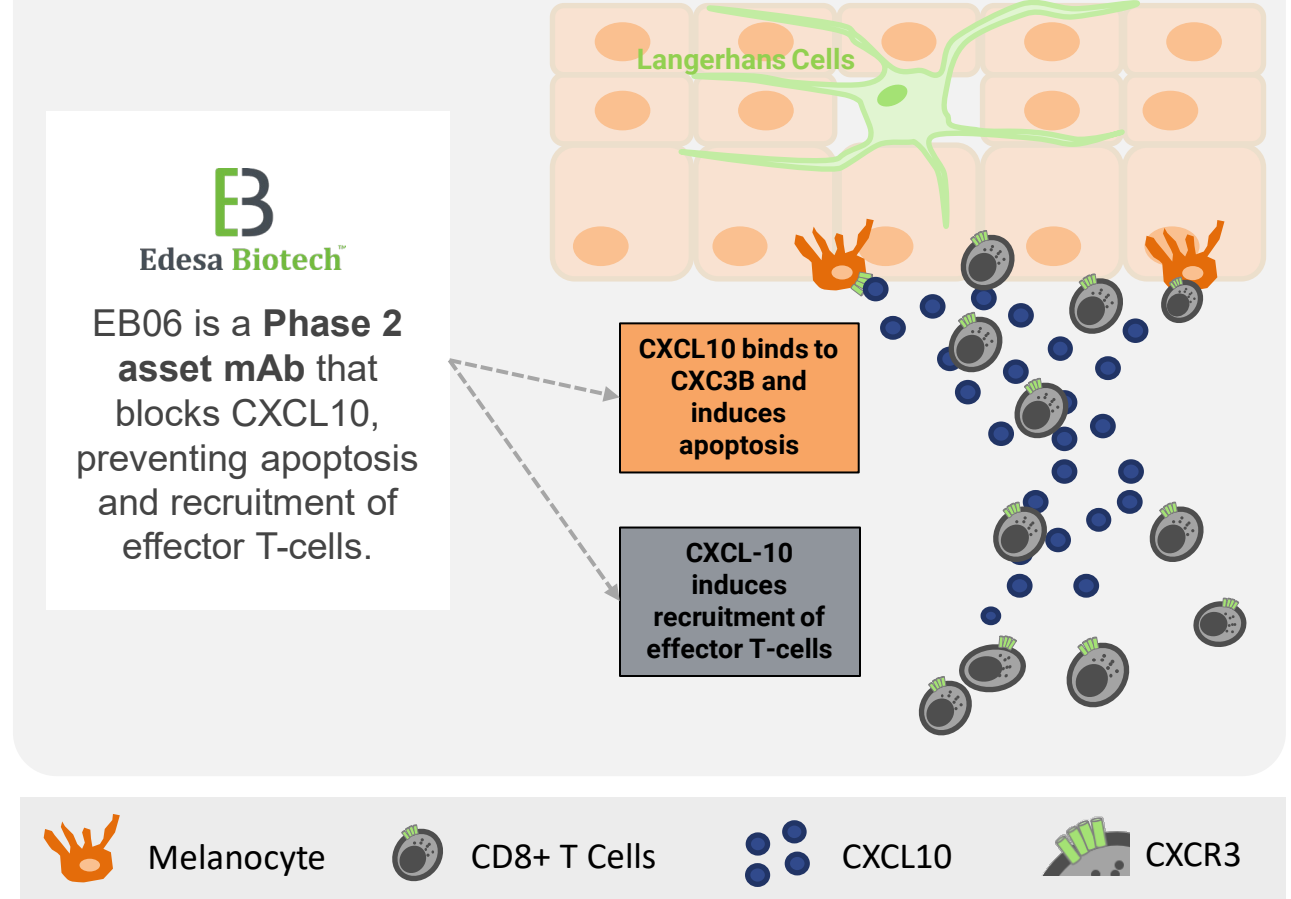 Langerhans Cells
EB
Edesa Biotech™
EB06 is a Phase 2
asset mAb that
blocks CXCL10,
preventing apoptosis
and recruitment of
effector T-cells.
CXCL10 binds to
CXC3B and
induces
apoptosis
CXCL-10
induces
recruitment of
effector T-cells
Melanocyte
CD8+ T Cells
CXCL10
CXCR3